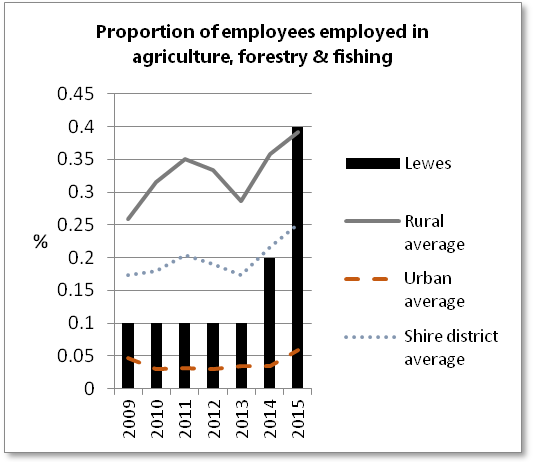 Proportion of employees employed in
agriculture, forestry & fishing
0.45
0.4
0.35
0.3
0.25
0.2
0.15
0.1
0.05
0
%
2009
2010
2011
2012
2013
2014
2015
Lewes
Rural
average
Urban
average
Shire district
average